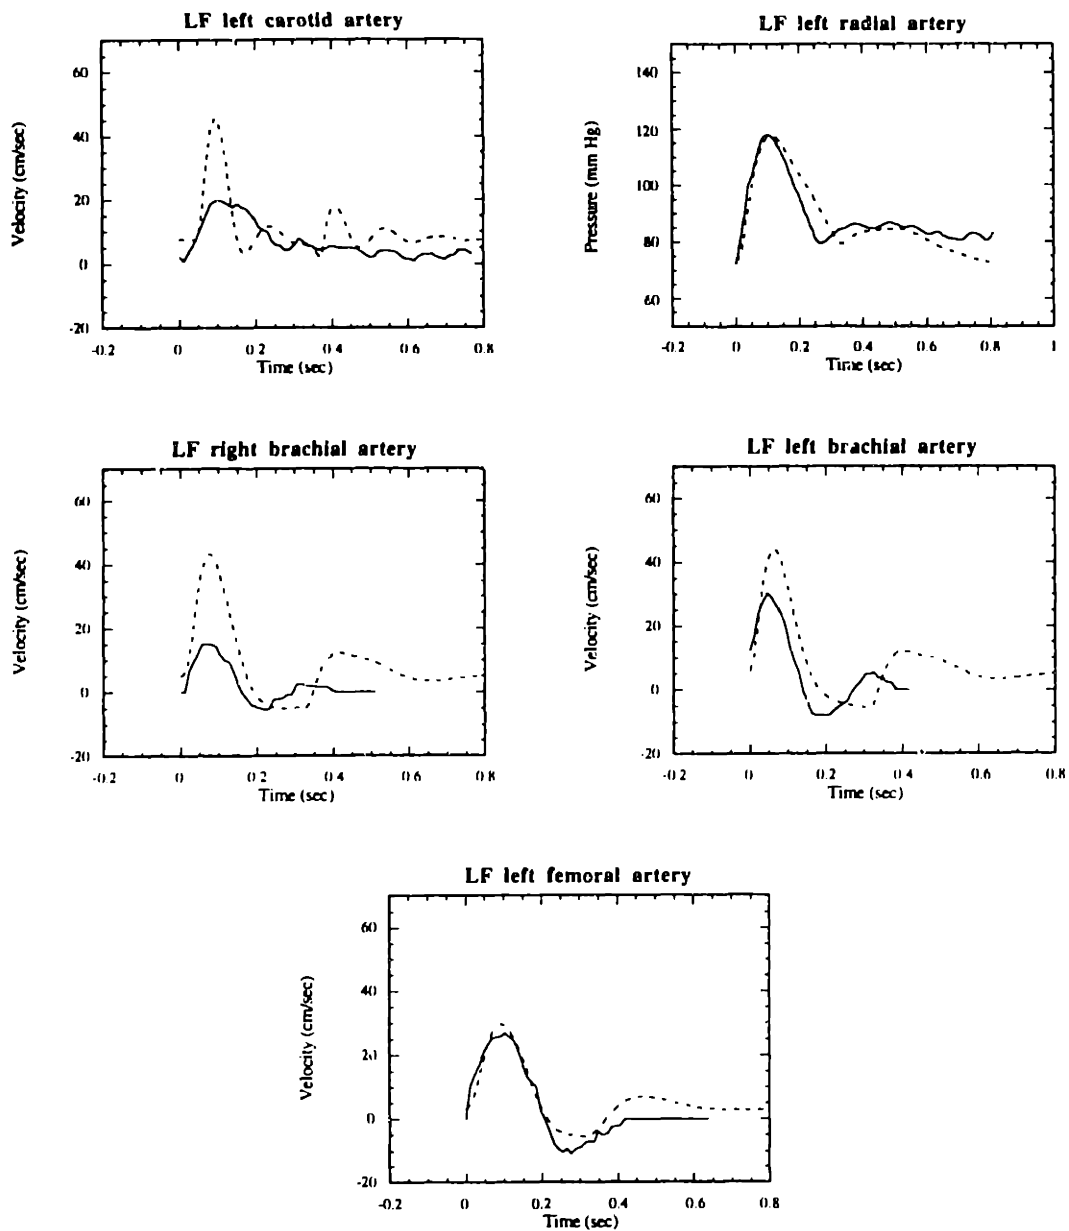 LF left carotid artery
60
40
20
0
-20
Velocity (cm/sec)
-0.2 0 0.2 0.4 0.6 0.8
Time (sec)
LF left radial artery
140
120
100
80
60
Pressure (mm Hg)
-0.2 0 0.2 0.4 0.6 0.8 1
Time (sec)
LF right brachial artery
60
40
20
0
-20
Velocity (cm/sec)
-0.2 0 0.2 0.4 0.6 0.8
Time (sec)
LF left brachial artery
60
40
20
0
-20
Velocity (cm/sec)
-0.2 0 0.2 0.4 0.6 0.8
Time (sec)
LF left femoral artery
60
40
20
0
-20
Velocity (cm/sec)
-0.2 0 0.2 0.4 0.6 0.8
Time (sec)